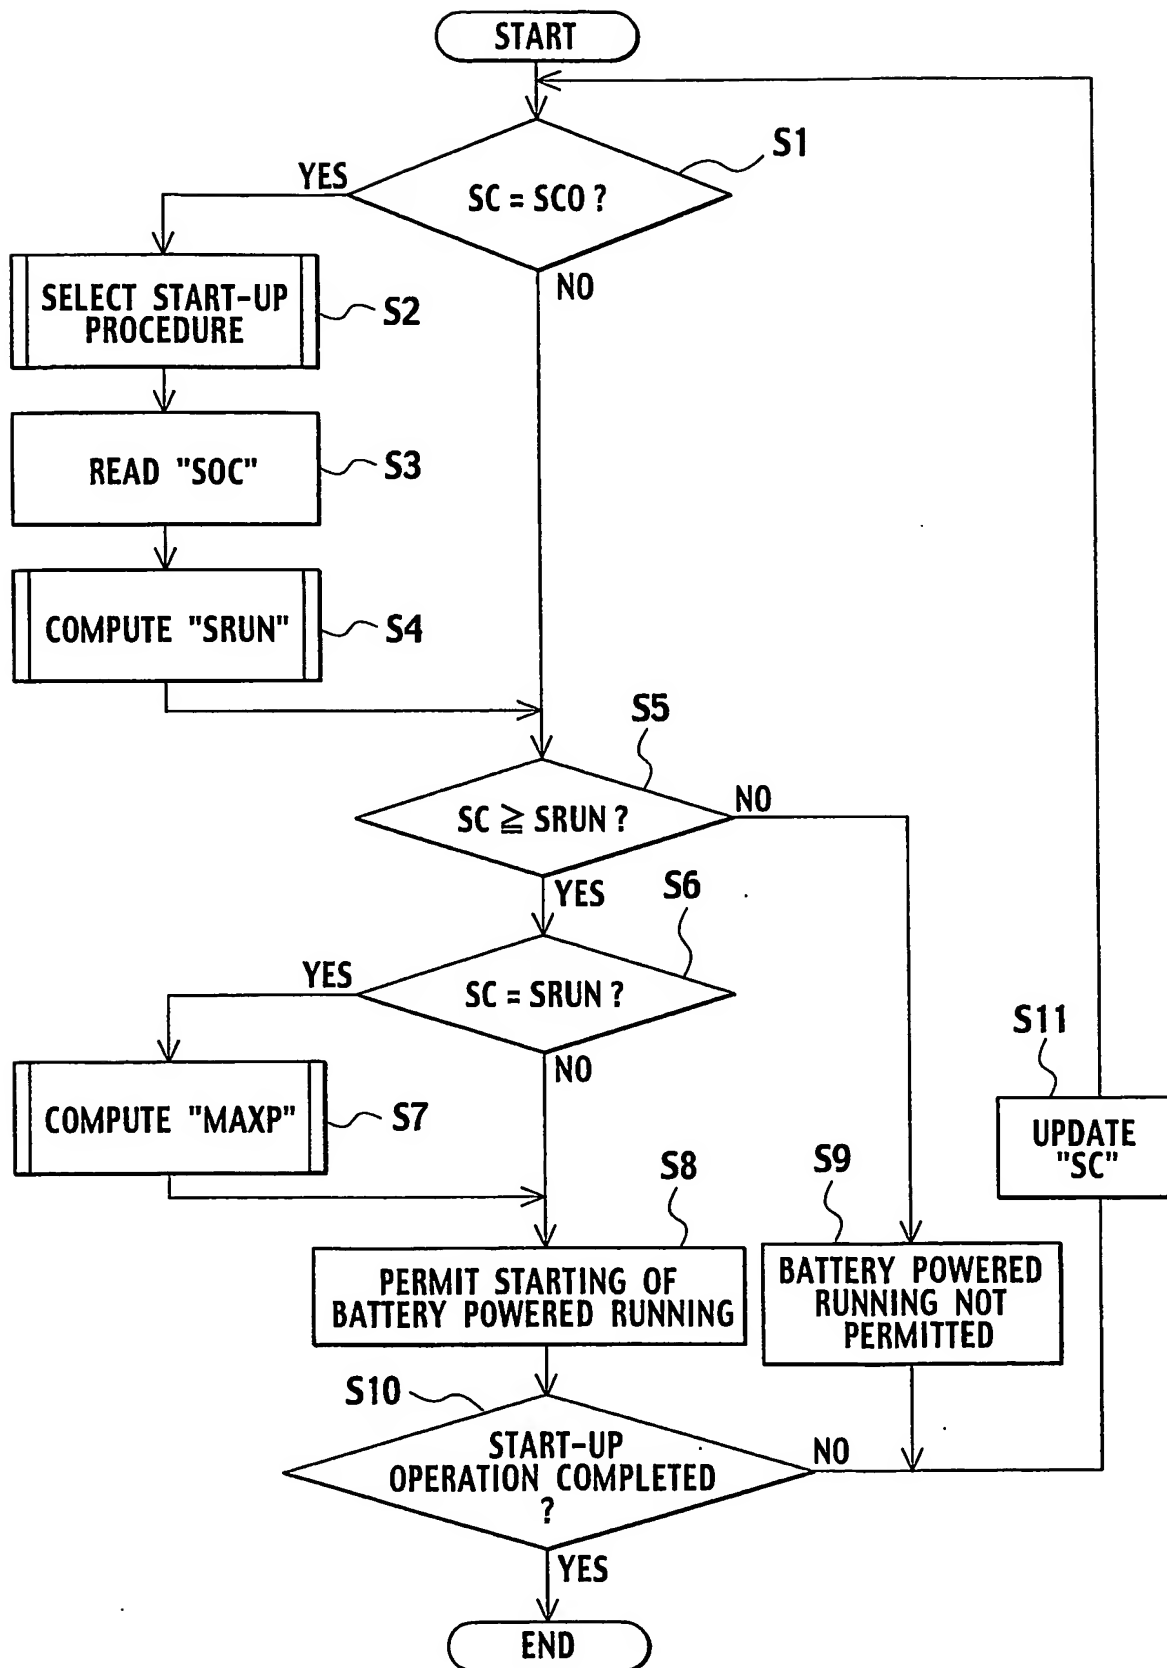 START
S1
YES
SC = SC0 ?
NO
SELECT START-UP
PROCEDURE
S2
READ "SOC"
S3
COMPUTE "SRUN"
S4
S5
SC ≧ SRUN ?
NO
YES
S6
YES
SC = SRUN ?
NO
S11
COMPUTE "MAXP"
S7
UPDATE
"SC"
S8
S9
PERMIT STARTING OF
BATTERY POWERED RUNNING
BATTERY POWERED
RUNNING NOT
PERMITTED
S10
START-UP
OPERATION COMPLETED
?
NO
YES
END